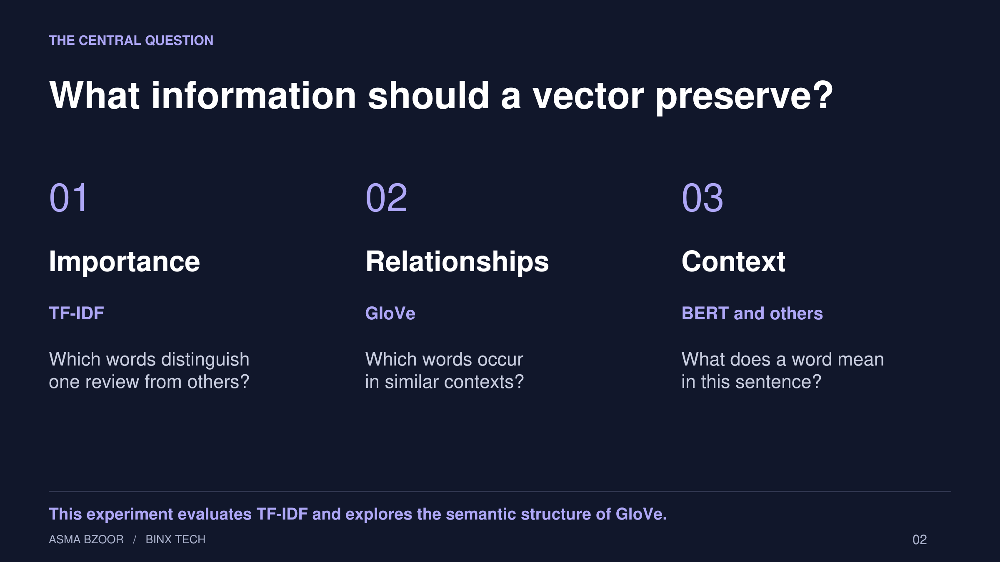 THE CENTRAL QUESTION
What information should a vector preserve?
01
Importance
TF-IDF
Which words distinguish
one review from others?
02
Relationships
GloVe
Which words occur
in similar contexts?
03
Context
BERT and others
What does a word mean
in this sentence?
This experiment evaluates TF-IDF and explores the semantic structure of GloVe.
ASMA BZOOR / BINX TECH
02